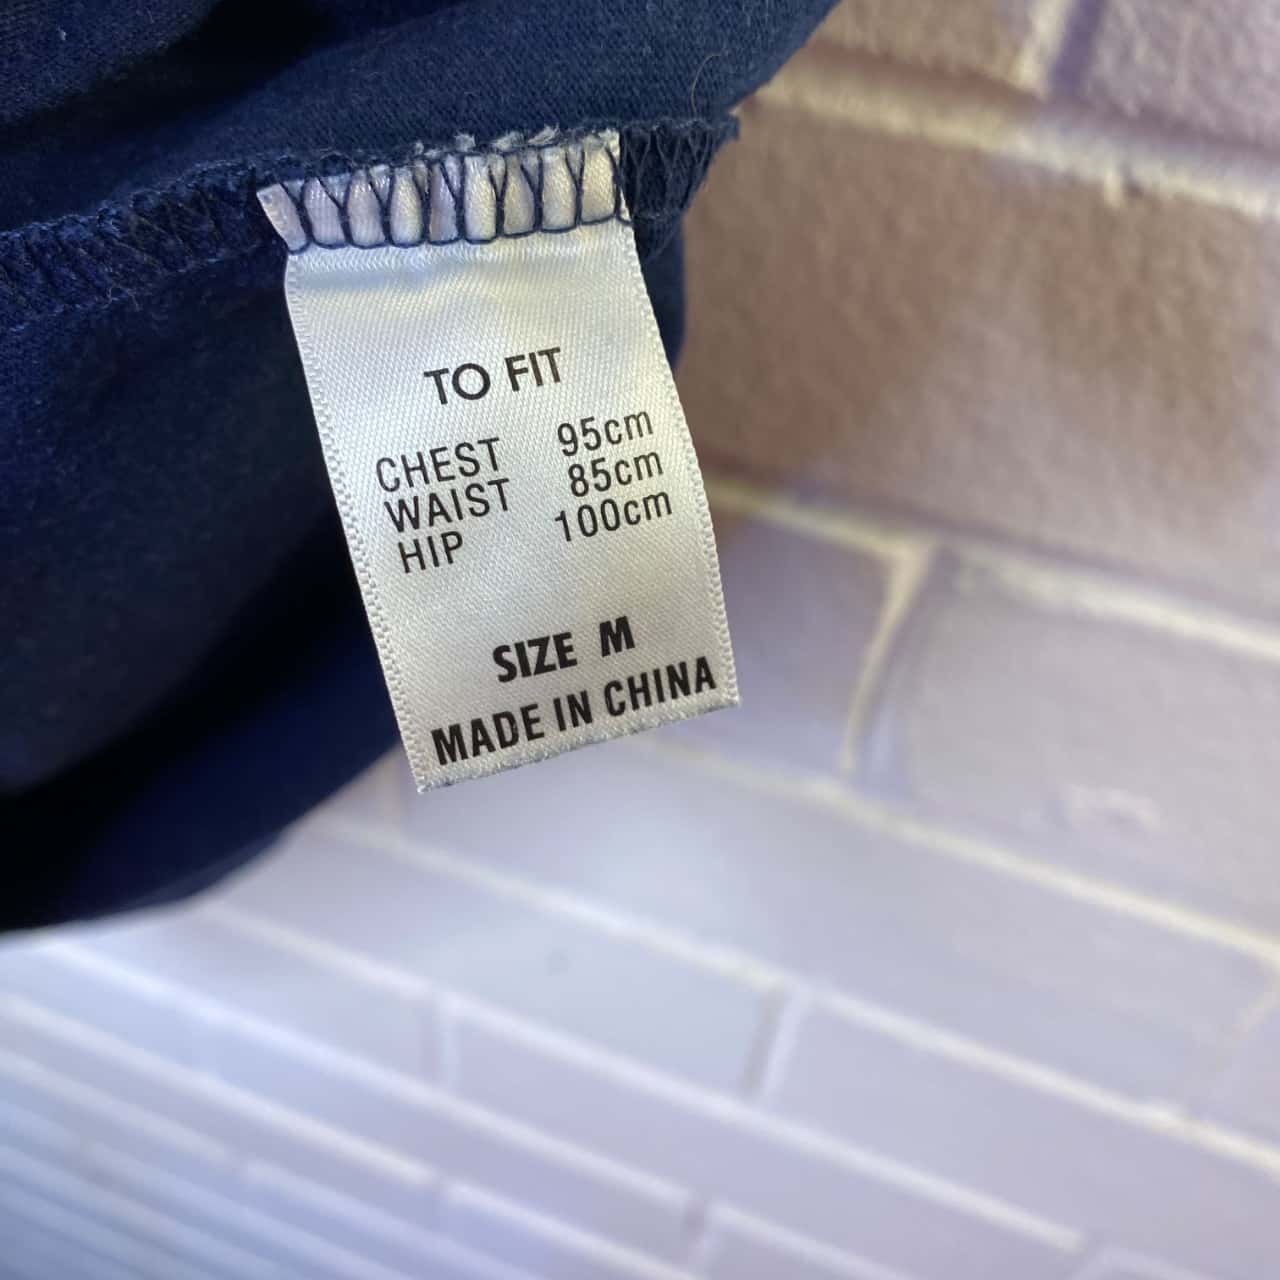 TO FIT
CHEST 95cm
WAIST 85cm
HIP 100cm
SIZE M
MADE IN CHINA